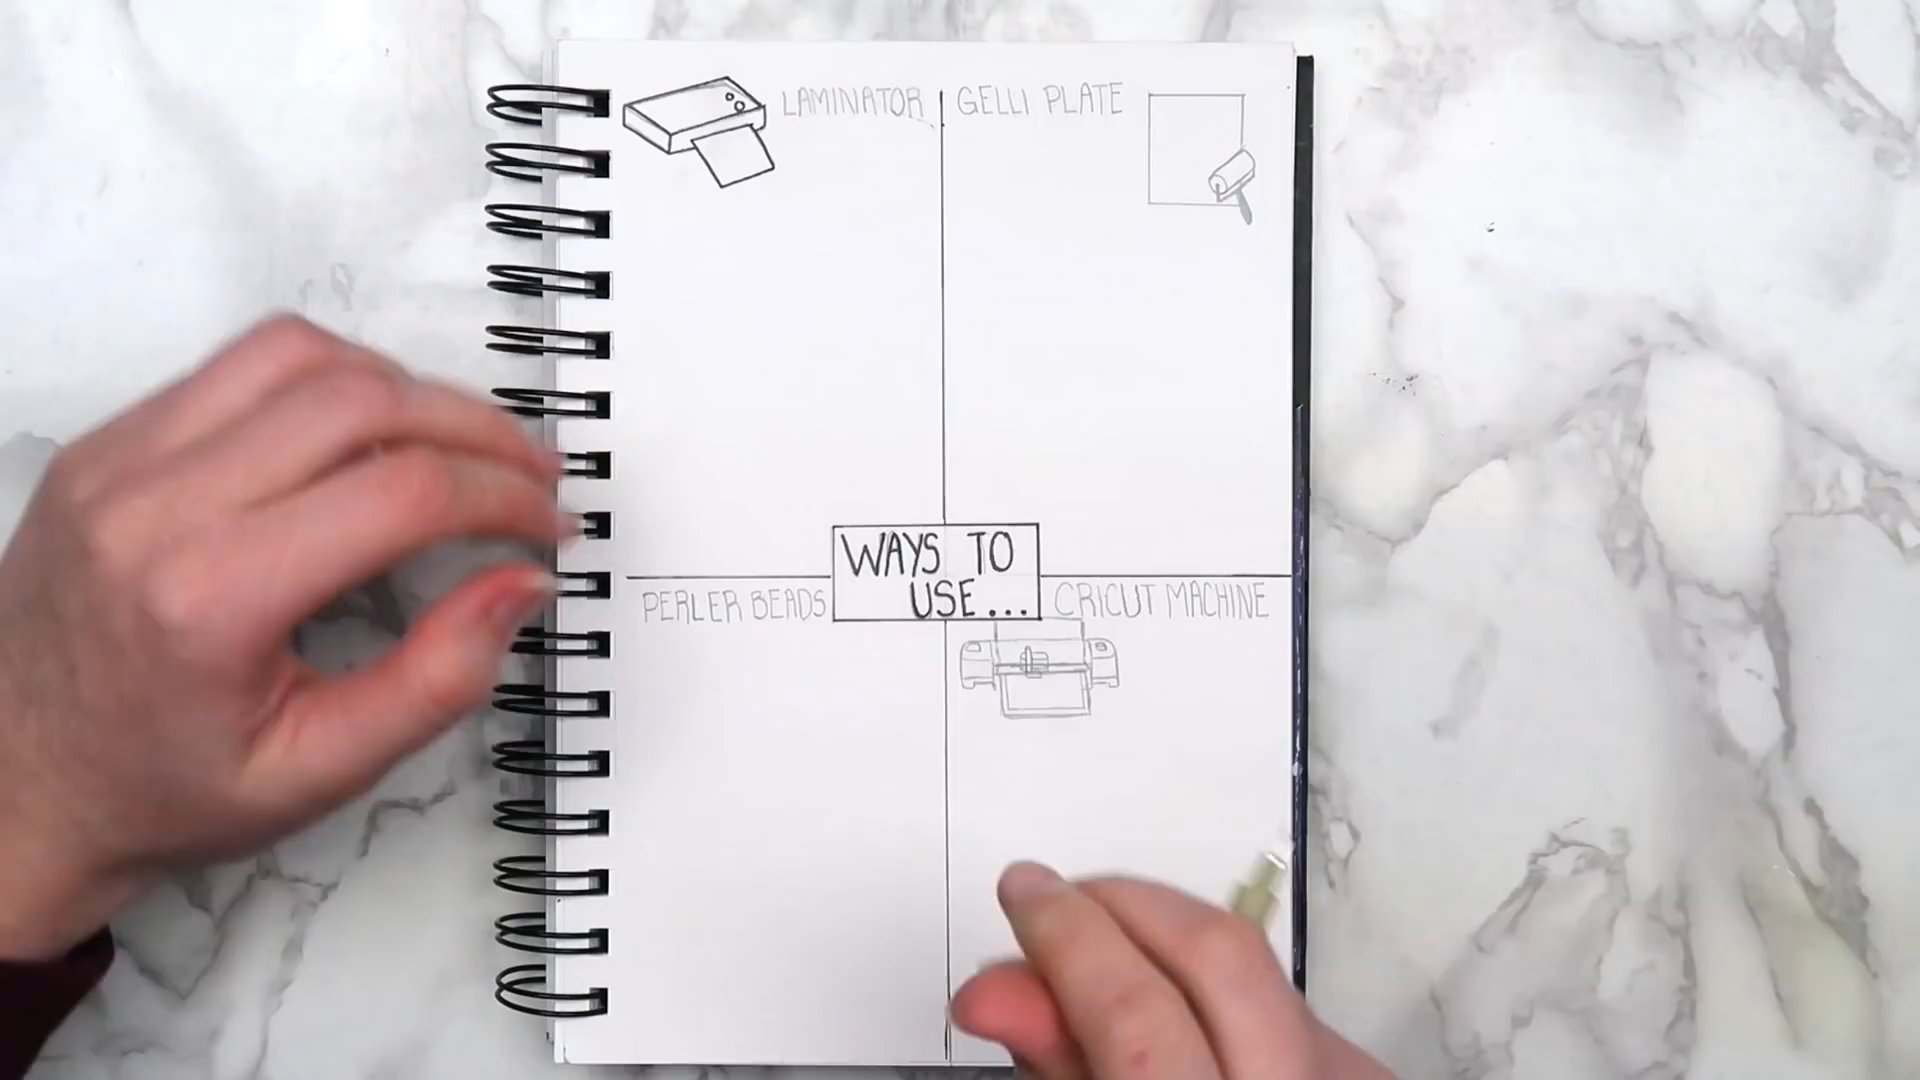 LAMINATOR
GELLI PLATE
WAYS TO
USE...
PERLER BEADS
CRICUT MACHINE